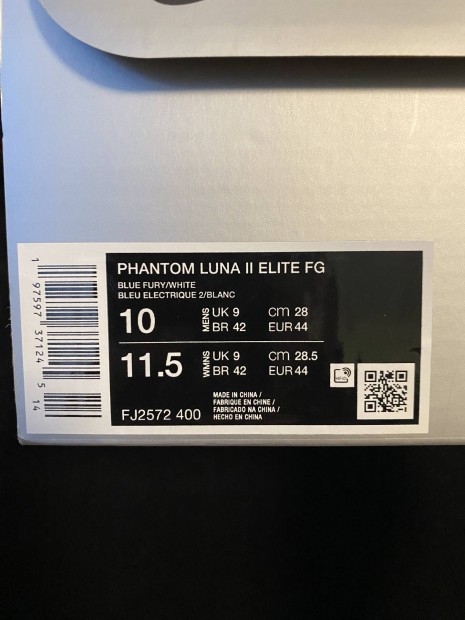 PHANTOM LUNA II ELITE FG
BLUE FURY/WHITE
BLEU ELECTRIQUE 2/BLANC
10 MENS UK 9 cm 28
BR 42 EUR 44
11.5 WMNS UK 9 cm 28.5
BR 42 EUR 44
FJ2572 400
MADE IN CHINA /
FABRIQUE EN CHINE /
FABRICADO NA CHINA /
HECHO EN CHINA
1 97597 37124 5 14